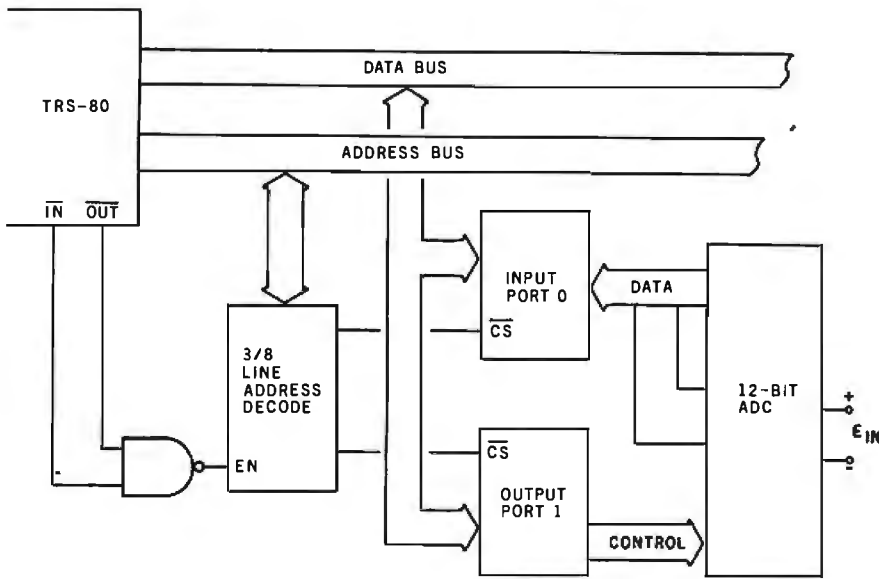 DATA BUS
TRS-80
ADDRESS BUS
IN OUT
INPUT
PORT 0
CS
DATA
3/8
LINE
ADDRESS
DECODE
12-BIT
ADC
+
EIN
-
CS
EN
OUTPUT
PORT 1
CONTROL